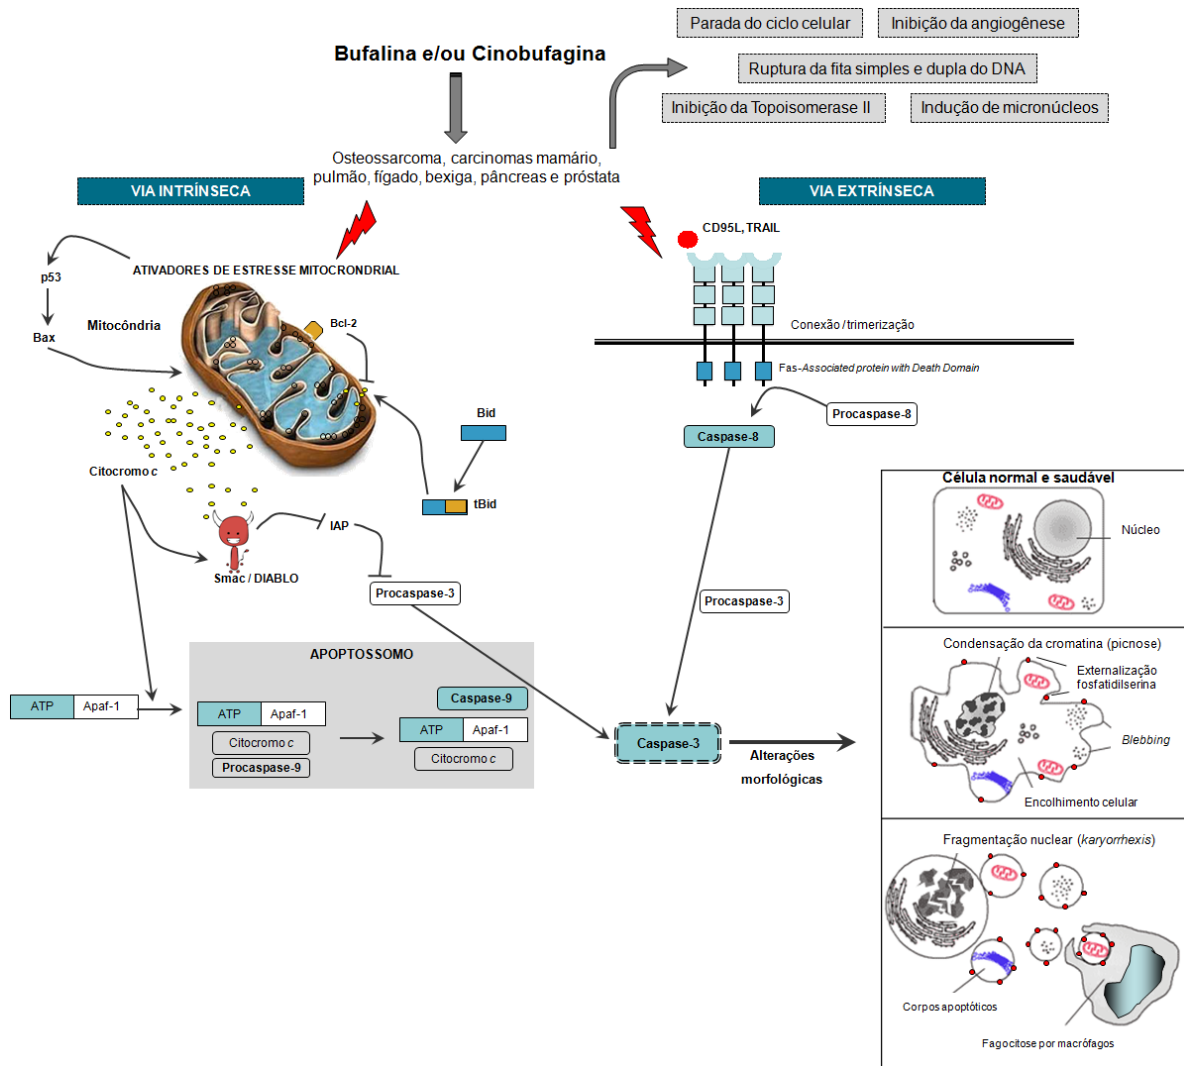 Parada do ciclo celular
Inibição da angiogênese
Bufalina e/ou Cinobufagina
Ruptura da fita simples e dupla do DNA
Inibição da Topoisomerase II
Indução de micronúcleos
Osteossarcoma, carcinomas mamário,
pulmão, fígado, bexiga, pâncreas e próstata
VIA INTRÍNSECA
VIA EXTRÍNSECA
CD95L, TRAIL
p53
ATIVADORES DE ESTRESSE MITOCRONDRIAL
Mitocôndria
Bcl-2
Bax
Conexão / trimerização
Fas-Associated protein with Death Domain
Procaspase-8
Caspase-8
Bid
tBid
Citocromo c
IAP
Smac / DIABLO
Procaspase-3
Procaspase-3
APOPTOSSOMO
Caspase-9
ATP
Apaf-1
ATP
Apaf-1
ATP
Apaf-1
Citocromo c
Procaspase-9
Citocromo c
Caspase-3
Alterações
morfológicas
Célula normal e saudável
Núcleo
Condensação da cromatina (picnose)
Externalização
fosfatidilserina
Blebbing
Encolhimento celular
Fragmentação nuclear (karyorrhexis)
Corpos apoptóticos
Fagocitose por macrófagos